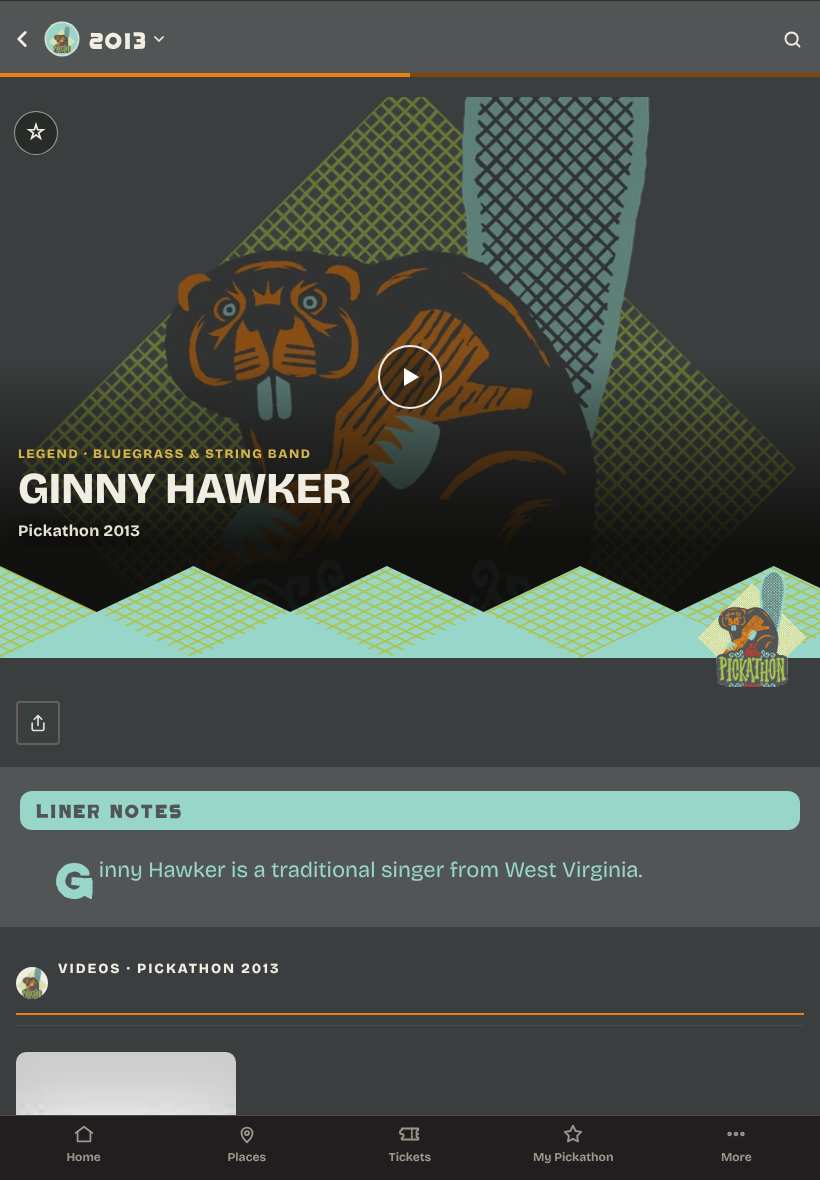 2013
LEGEND · BLUEGRASS & STRING BAND
GINNY HAWKER
Pickathon 2013
PICKATHON
LINER NOTES
Ginny Hawker is a traditional singer from West Virginia.
VIDEOS · PICKATHON 2013
Home
Places
Tickets
My Pickathon
More